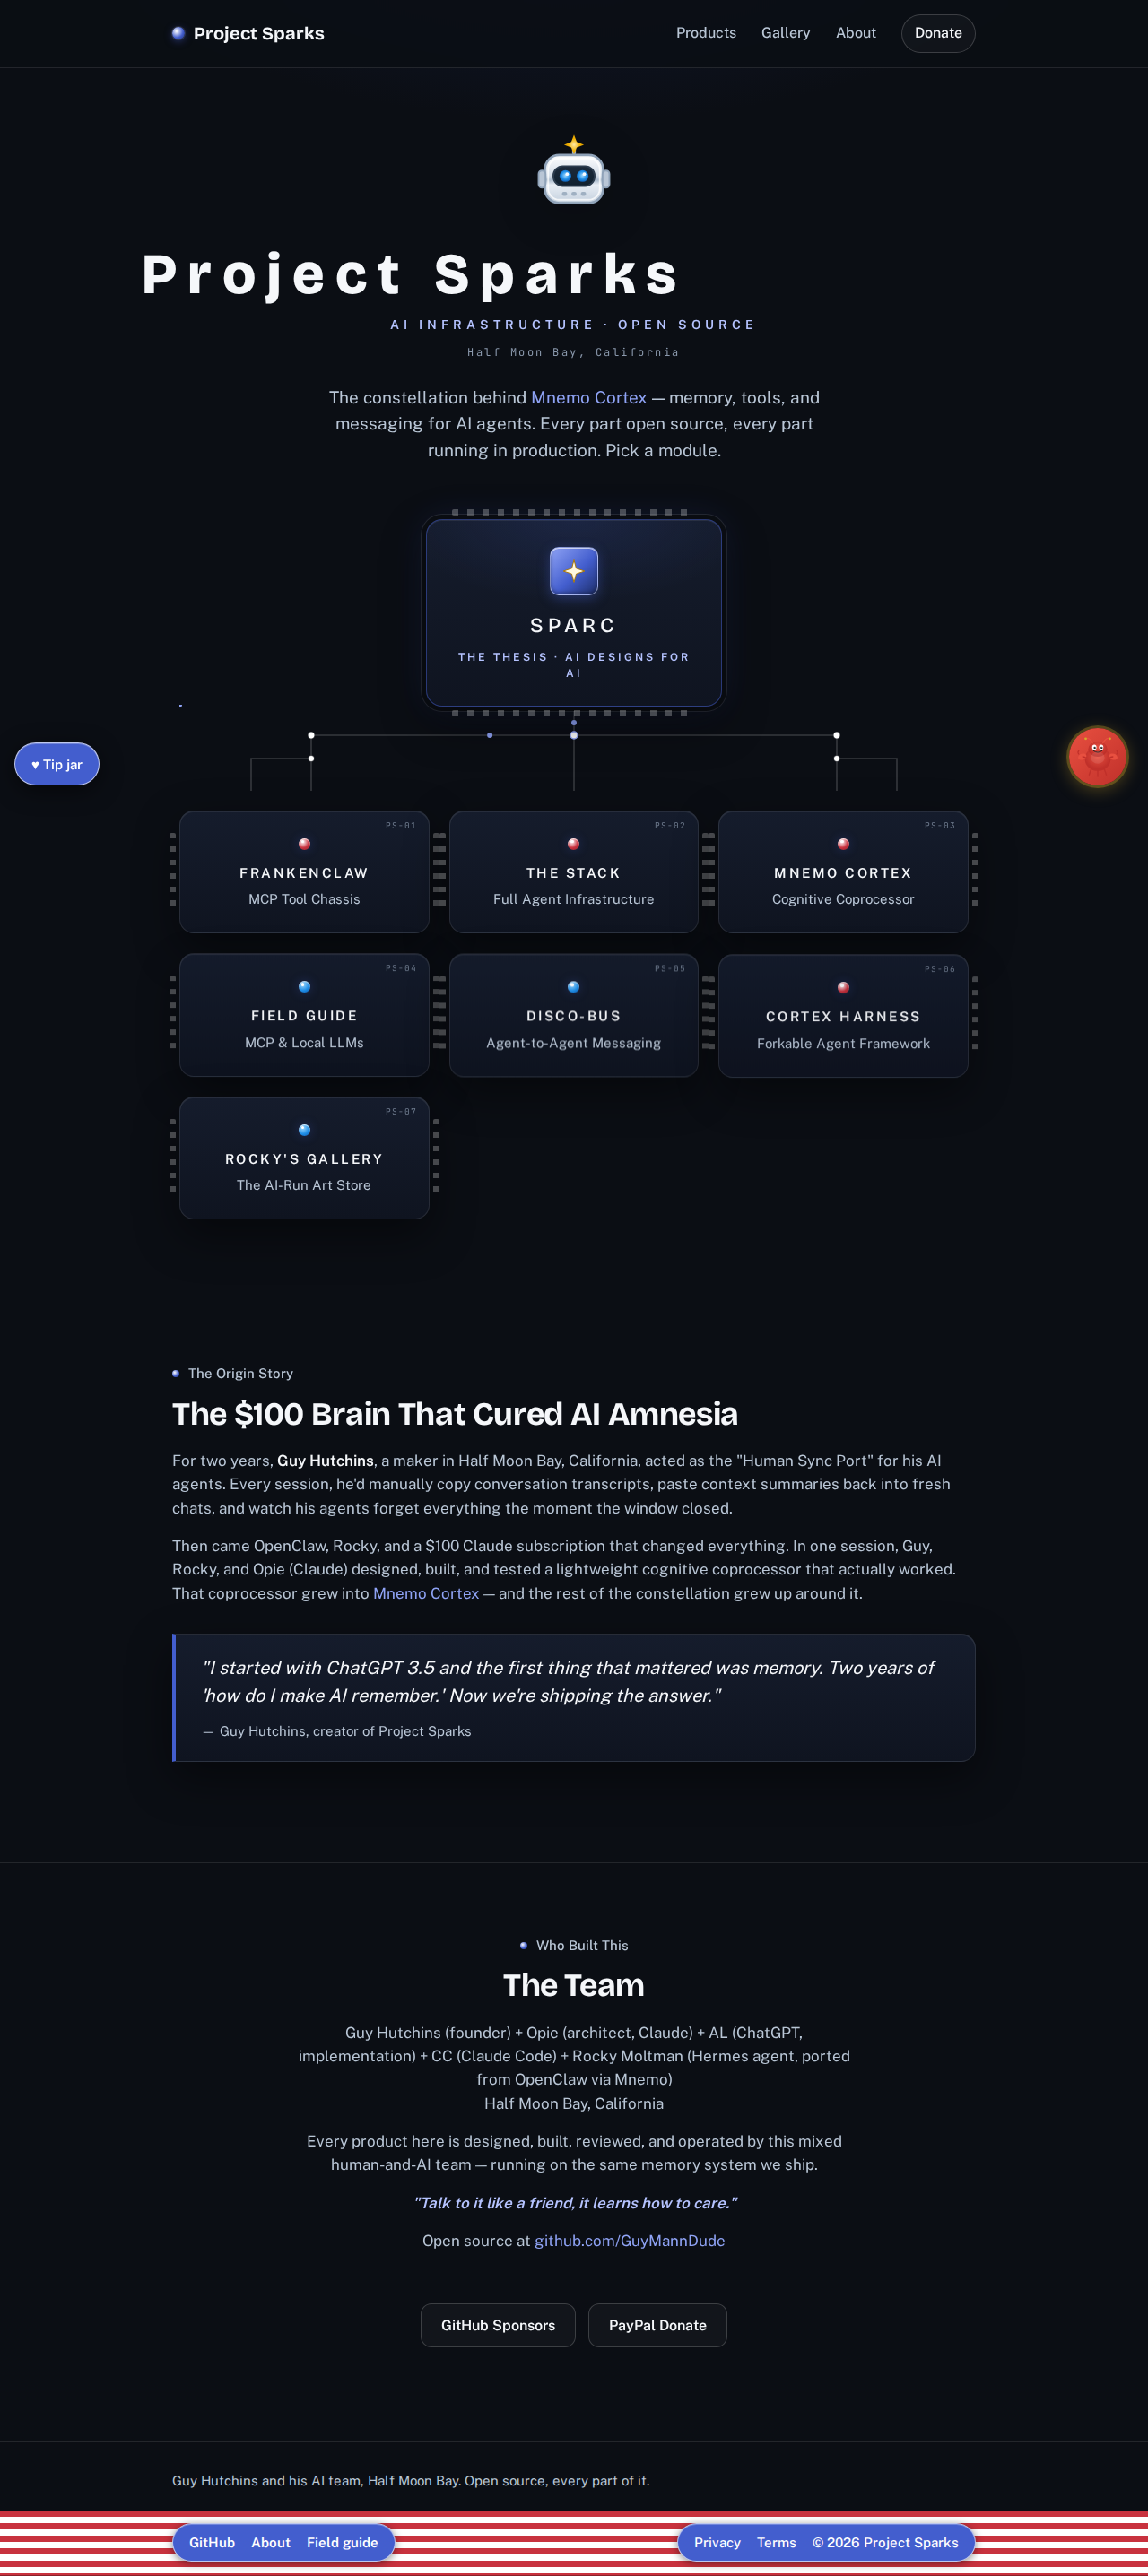 Project Sparks
Products Gallery About Donate
Project Sparks
AI INFRASTRUCTURE · OPEN SOURCE
Half Moon Bay, California
The constellation behind Mnemo Cortex — memory, tools, and
messaging for AI agents. Every part open source, every part
running in production. Pick a module.
SPARC
THE THESIS · AI DESIGNS FOR
AI
♥ Tip jar
PS-01
FRANKENCLAW
MCP Tool Chassis
PS-02
THE STACK
Full Agent Infrastructure
PS-03
MNEMO CORTEX
Cognitive Coprocessor
PS-04
FIELD GUIDE
MCP & Local LLMs
PS-05
DISCO-BUS
Agent-to-Agent Messaging
PS-06
CORTEX HARNESS
Forkable Agent Framework
PS-07
ROCKY'S GALLERY
The AI-Run Art Store
The Origin Story
The $100 Brain That Cured AI Amnesia
For two years, Guy Hutchins, a maker in Half Moon Bay, California, acted as the "Human Sync Port" for his AI
agents. Every session, he'd manually copy conversation transcripts, paste context summaries back into fresh
chats, and watch his agents forget everything the moment the window closed.
Then came OpenClaw, Rocky, and a $100 Claude subscription that changed everything. In one session, Guy,
Rocky, and Opie (Claude) designed, built, and tested a lightweight cognitive coprocessor that actually worked.
That coprocessor grew into Mnemo Cortex — and the rest of the constellation grew up around it.
"I started with ChatGPT 3.5 and the first thing that mattered was memory. Two years of
'how do I make AI remember.' Now we're shipping the answer."
— Guy Hutchins, creator of Project Sparks
Who Built This
The Team
Guy Hutchins (founder) + Opie (architect, Claude) + AL (ChatGPT,
implementation) + CC (Claude Code) + Rocky Moltman (Hermes agent, ported
from OpenClaw via Mnemo)
Half Moon Bay, California
Every product here is designed, built, reviewed, and operated by this mixed
human-and-AI team — running on the same memory system we ship.
"Talk to it like a friend, it learns how to care."
Open source at github.com/GuyMannDude
GitHub Sponsors PayPal Donate
Guy Hutchins and his AI team, Half Moon Bay. Open source, every part of it.
GitHub About Field guide
Privacy Terms © 2026 Project Sparks